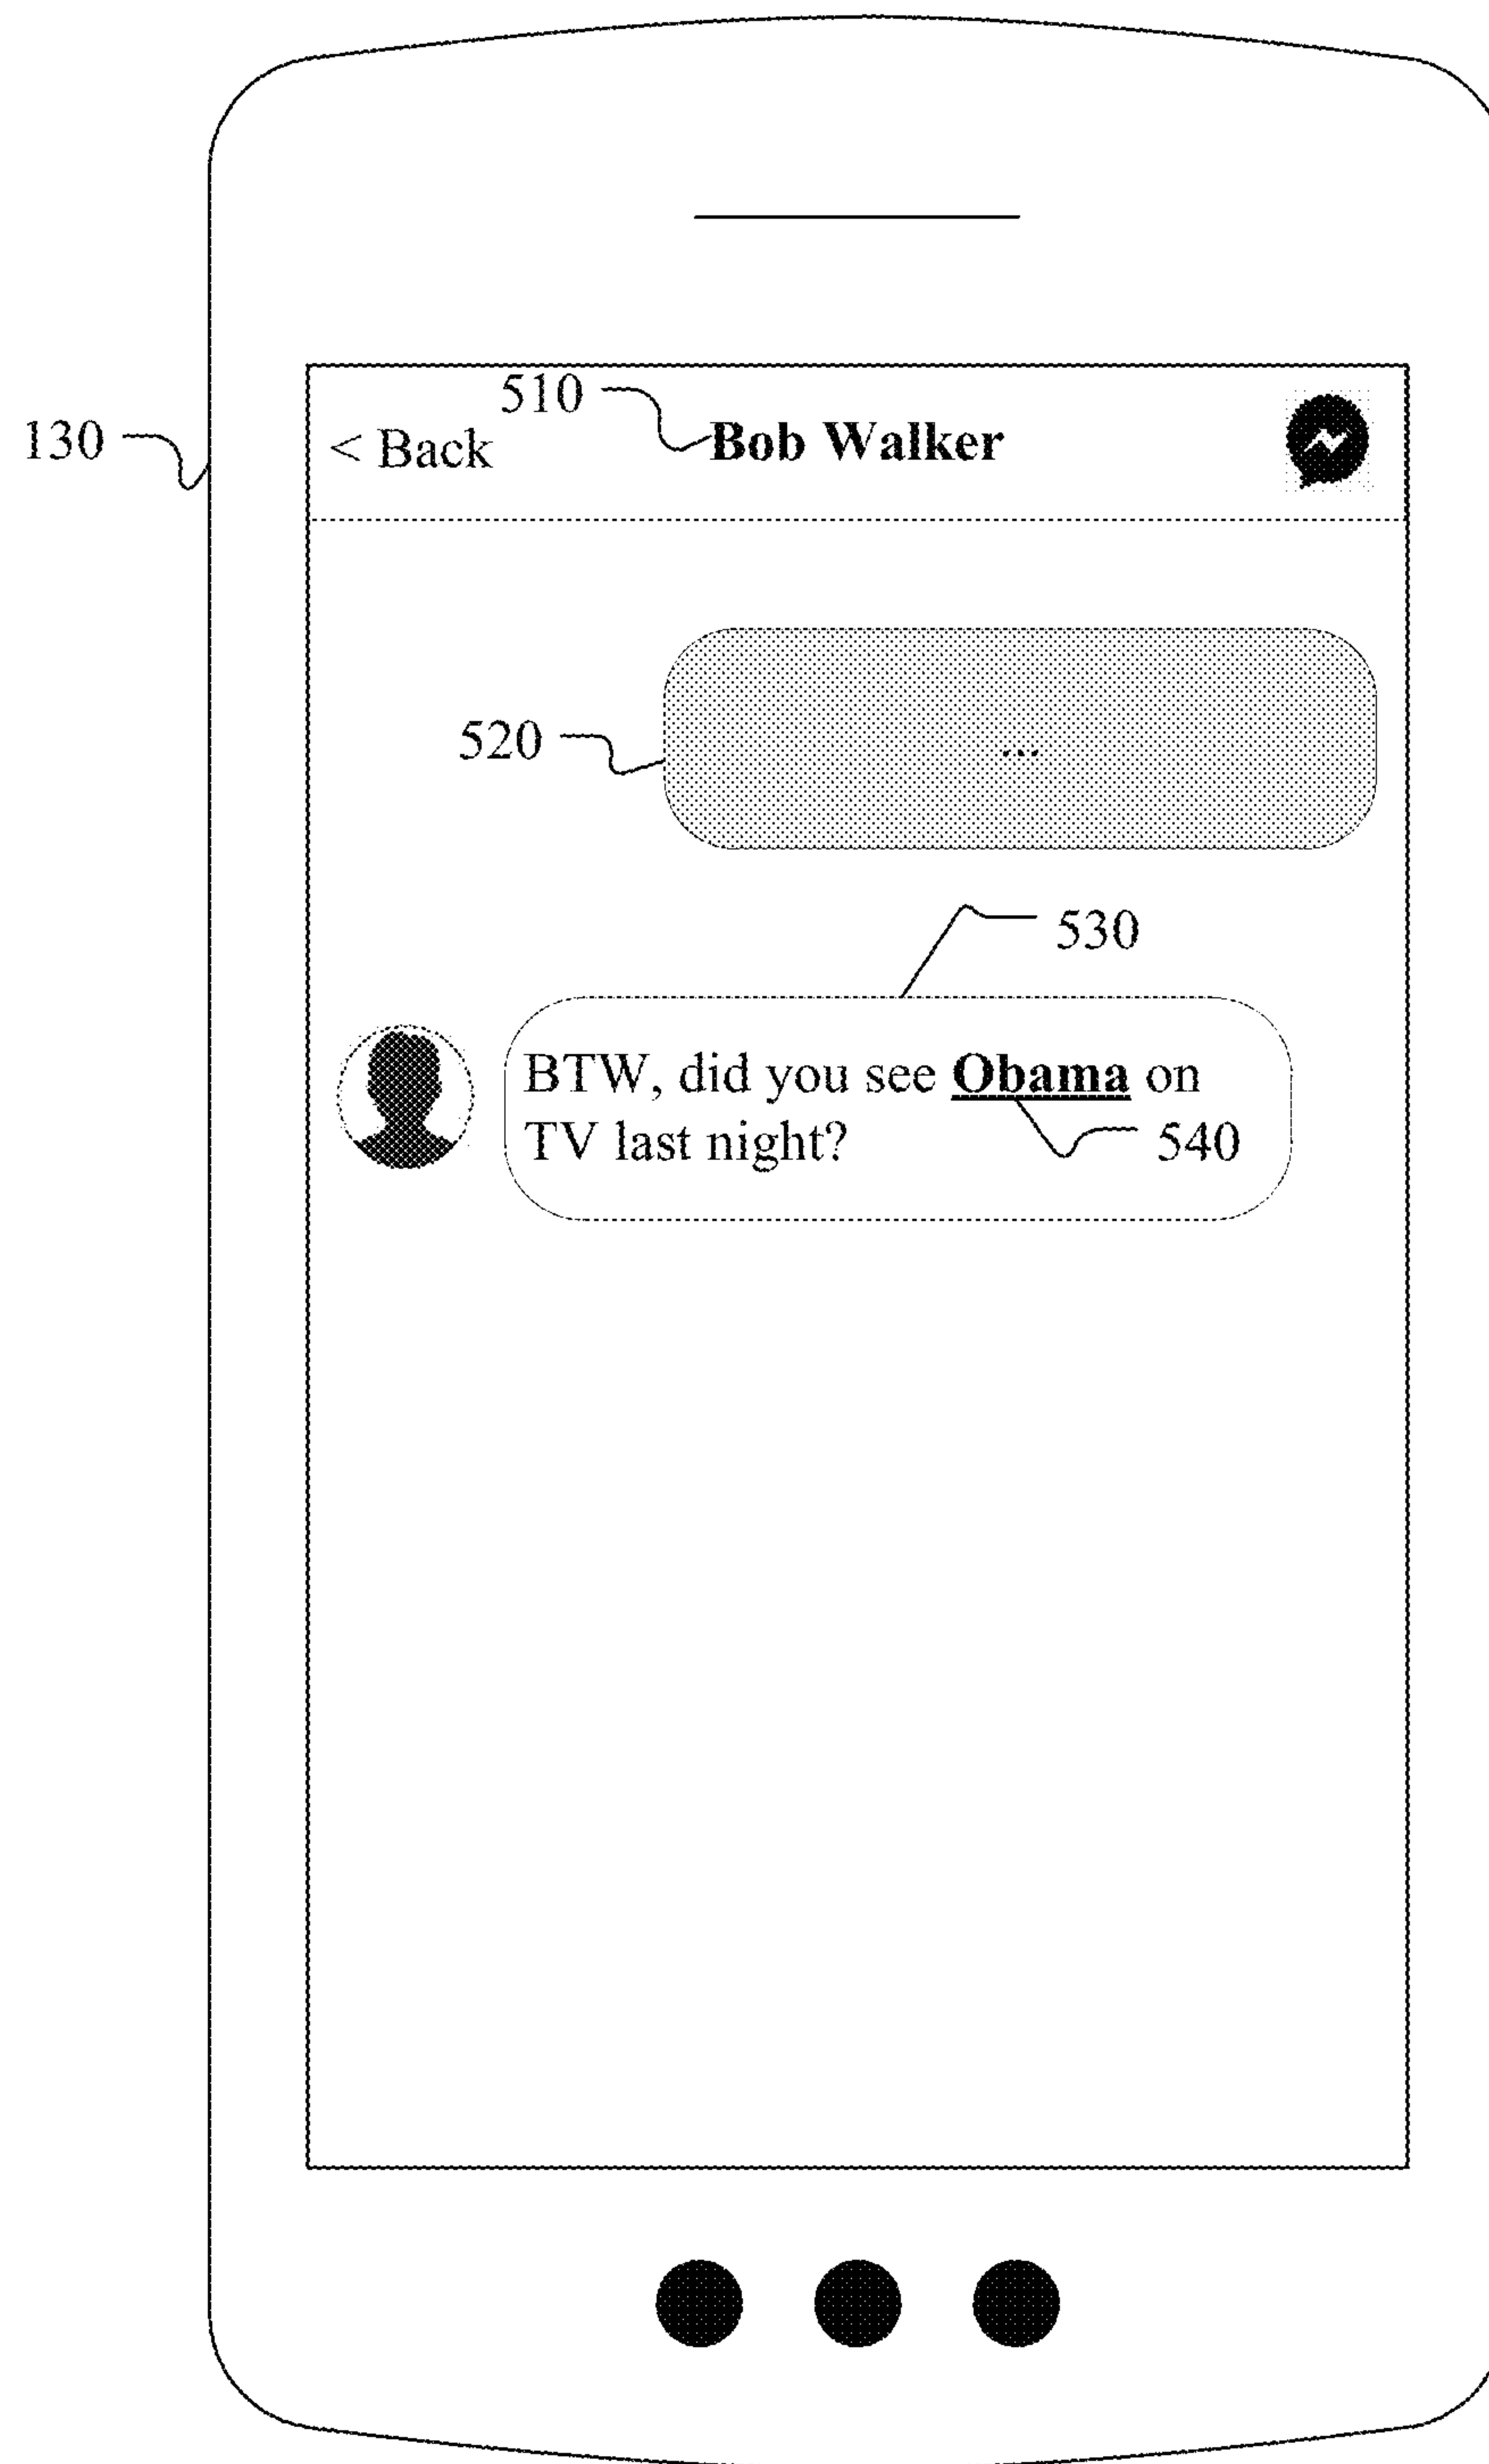 510
130
< Back Bob Walker
520
...
530
BTW, did you see Obama on
TV last night?
540